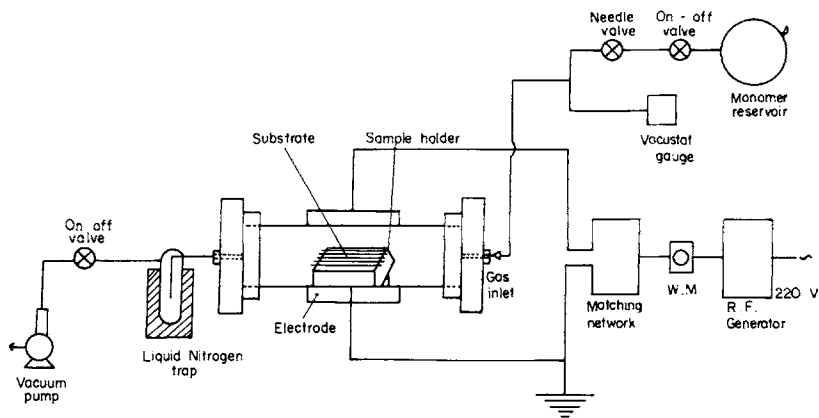 Needle
valve
On - off
valve
Monomer
reservoir
Vacustat
gauge
Substrate
Sample holder
On off
valve
Gas
inlet
Electrode
Liquid Nitrogen
trap
Vacuum
pump
Matching
network
W.M
R.F.
Generator
220 V